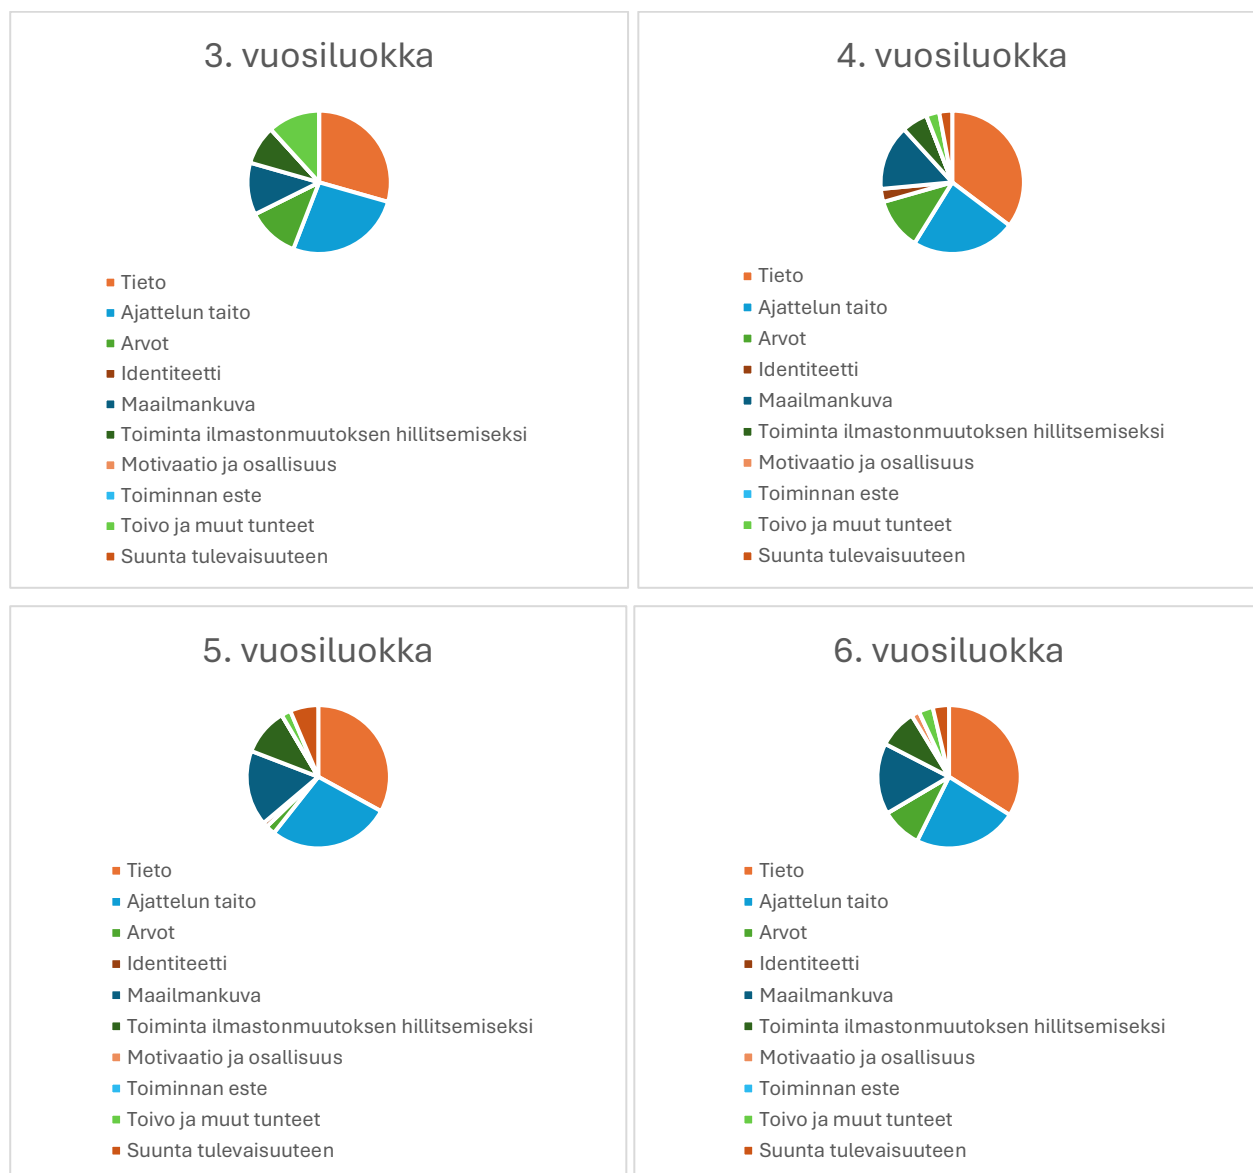 3. vuosiluokka
Tieto
Ajattelun taito
Arvot
Identiteetti
Maailmankuva
Toiminta ilmastonmuutoksen hillitsemiseksi
Motivaatio ja osallisuus
Toiminnan este
Toivo ja muut tunteet
Suunta tulevaisuuteen
4. vuosiluokka
Tieto
Ajattelun taito
Arvot
Identiteetti
Maailmankuva
Toiminta ilmastonmuutoksen hillitsemiseksi
Motivaatio ja osallisuus
Toiminnan este
Toivo ja muut tunteet
Suunta tulevaisuuteen
5. vuosiluokka
Tieto
Ajattelun taito
Arvot
Identiteetti
Maailmankuva
Toiminta ilmastonmuutoksen hillitsemiseksi
Motivaatio ja osallisuus
Toiminnan este
Toivo ja muut tunteet
Suunta tulevaisuuteen
6. vuosiluokka
Tieto
Ajattelun taito
Arvot
Identiteetti
Maailmankuva
Toiminta ilmastonmuutoksen hillitsemiseksi
Motivaatio ja osallisuus
Toiminnan este
Toivo ja muut tunteet
Suunta tulevaisuuteen